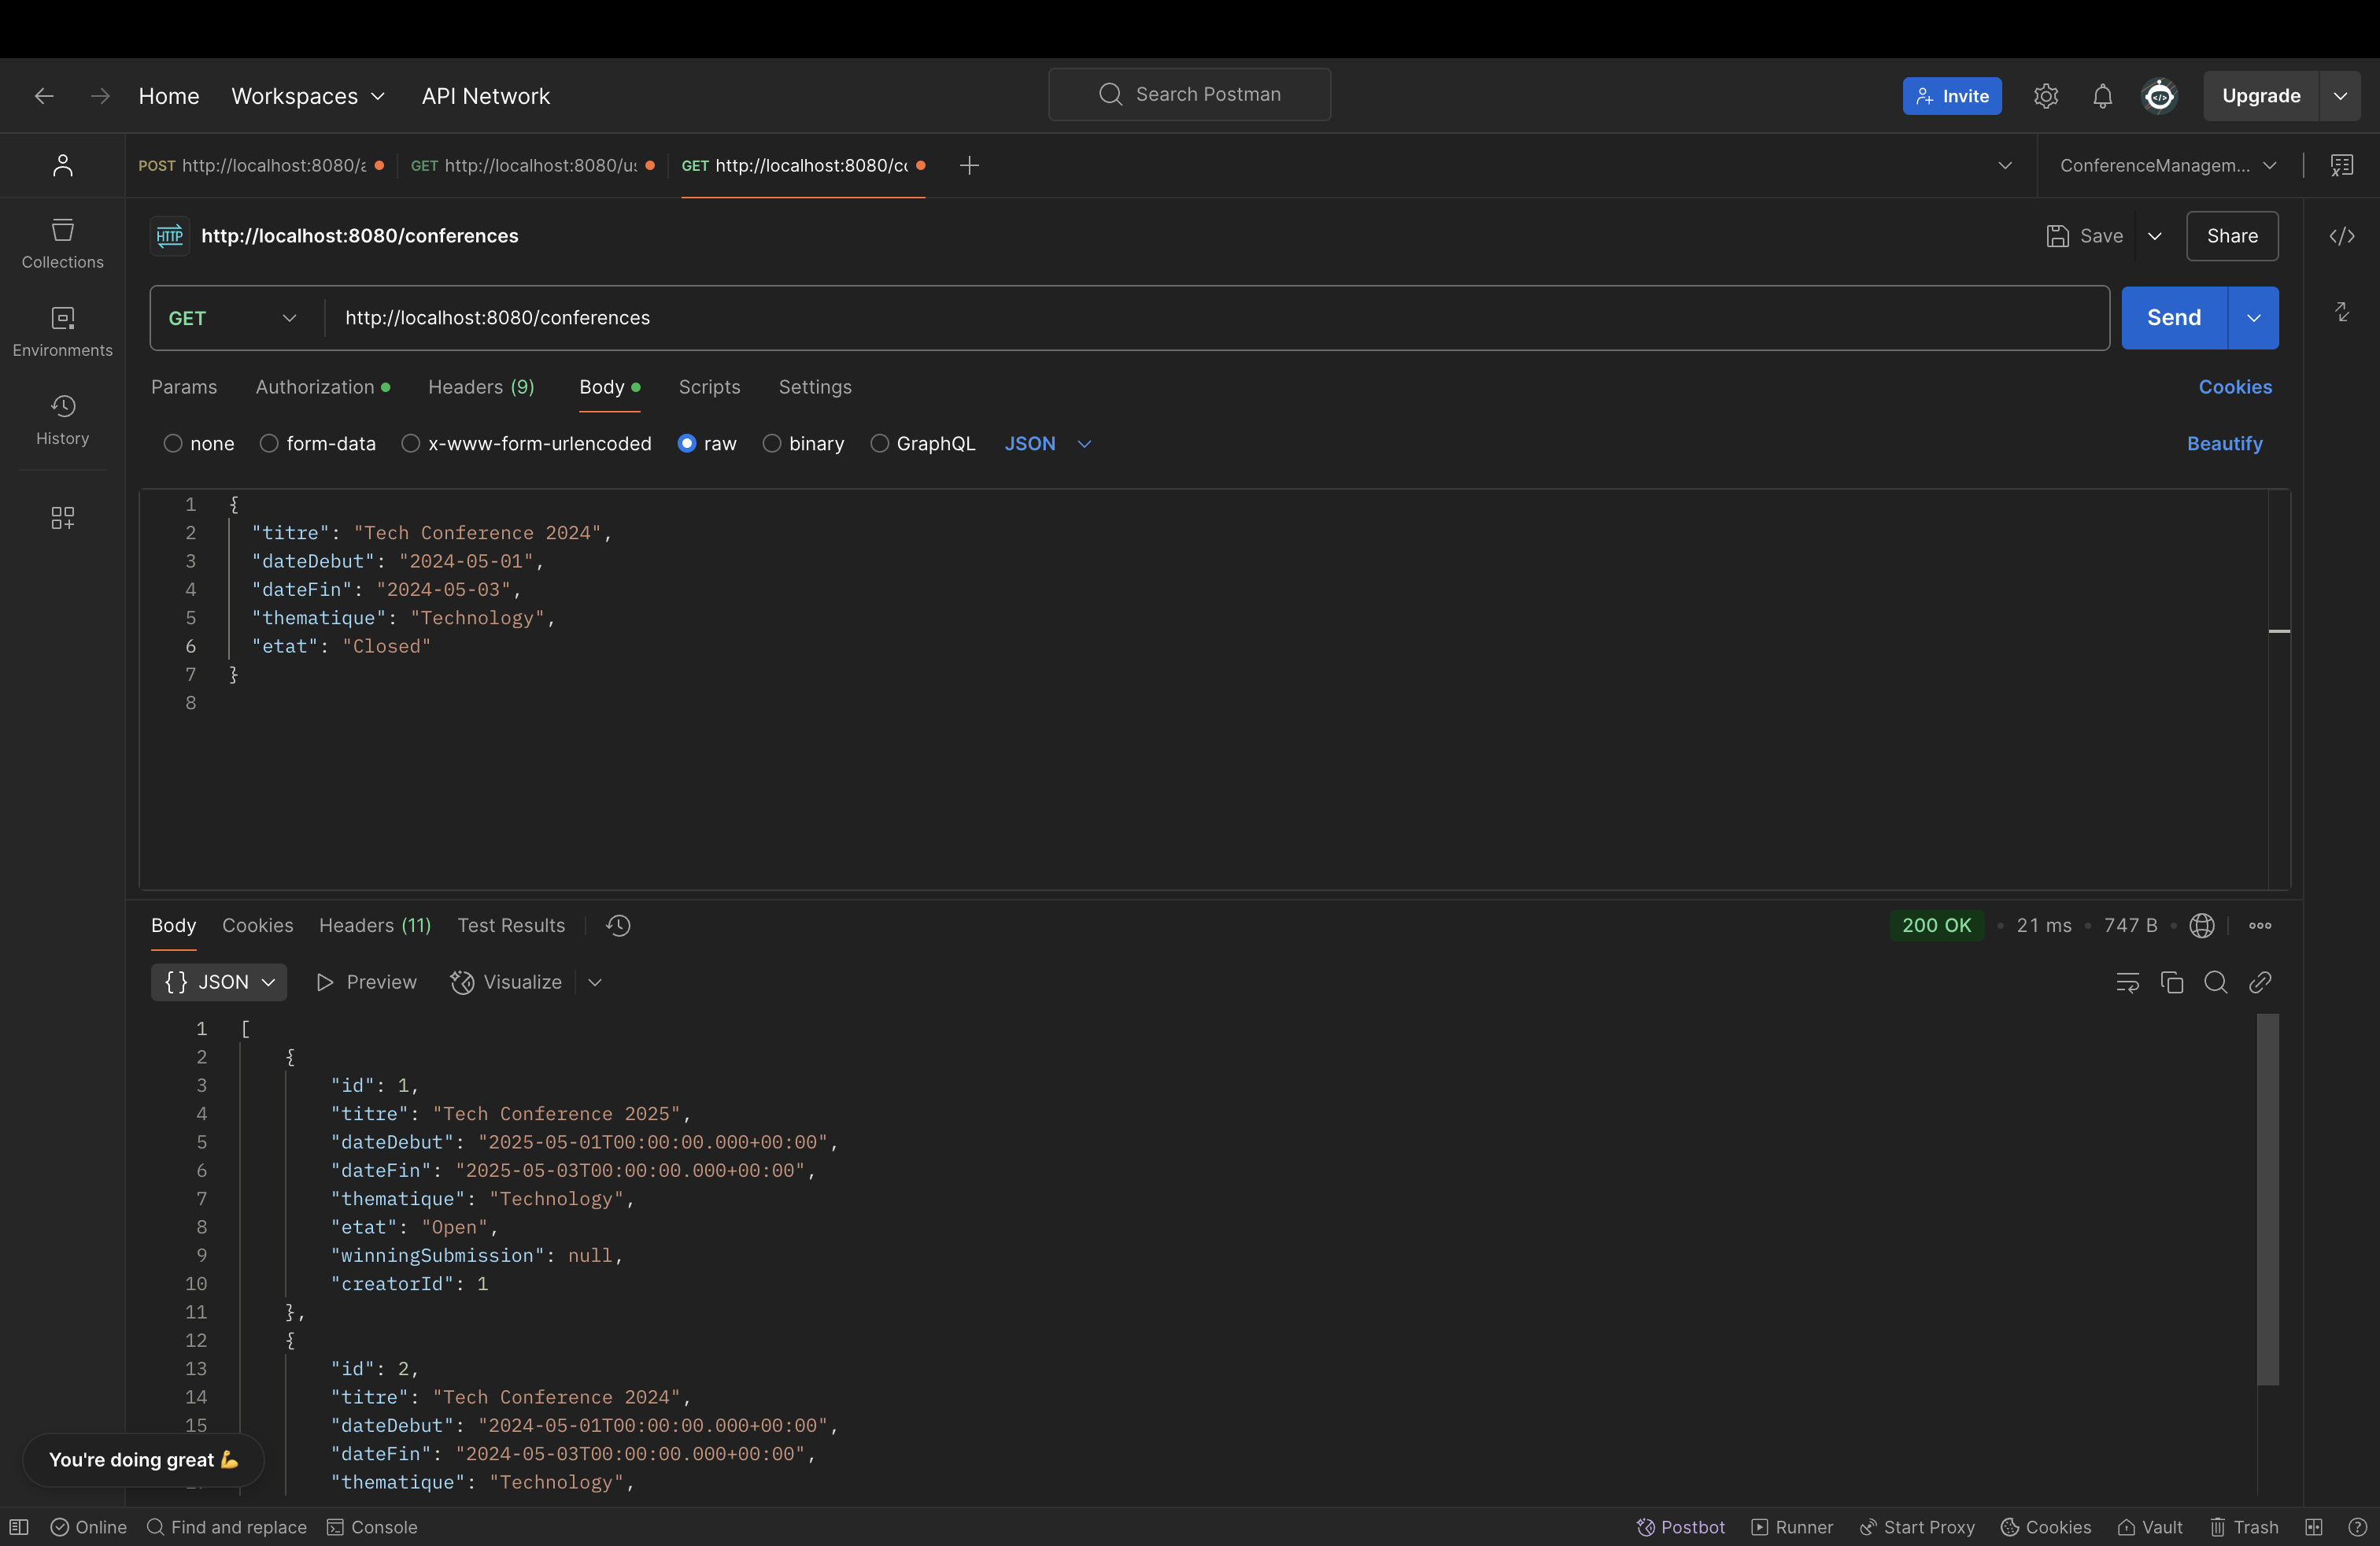 Home Workspaces API Network Search Postman Invite Upgrade
POST http://localhost:8080/a GET http://localhost:8080/us GET http://localhost:8080/cc ConferenceManagem...
HTTP http://localhost:8080/conferences Save Share
GET http://localhost:8080/conferences Send
Collections
Environments
History
Params Authorization Headers (9) Body Scripts Settings Cookies
none form-data x-www-form-urlencoded raw binary GraphQL JSON Beautify
1 {
2 "titre": "Tech Conference 2024",
3 "dateDebut": "2024-05-01",
4 "dateFin": "2024-05-03",
5 "thematique": "Technology",
6 "etat": "Closed"
7 }
8
Body Cookies Headers (11) Test Results 200 OK • 21 ms • 747 B •
{} JSON Preview Visualize
1 [
2 {
3 "id": 1,
4 "titre": "Tech Conference 2025",
5 "dateDebut": "2025-05-01T00:00:00.000+00:00",
6 "dateFin": "2025-05-03T00:00:00.000+00:00",
7 "thematique": "Technology",
8 "etat": "Open",
9 "winningSubmission": null,
10 "creatorId": 1
11 },
12 {
13 "id": 2,
14 "titre": "Tech Conference 2024",
15 "dateDebut": "2024-05-01T00:00:00.000+00:00",
"dateFin": "2024-05-03T00:00:00.000+00:00",
"thematique": "Technology",
You're doing great 💪
Online Find and replace Console Postbot Runner Start Proxy Cookies Vault Trash